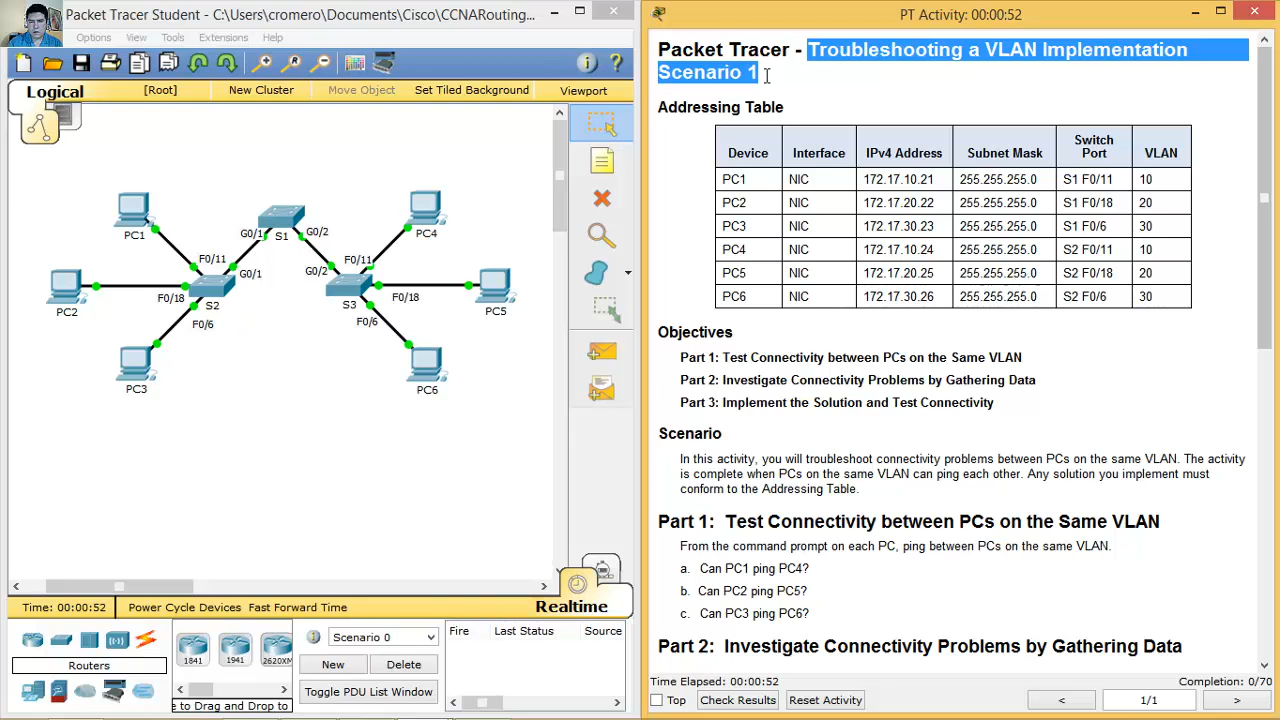 Packet Tracer Student - C:\Users\cromero\Documents\Cisco\CCNARouting...
Options View Tools Extensions Help
Logical [Root] New Cluster Move Object Set Tiled Background Viewport
PC1
PC2
PC3
PC4
PC5
PC6
S1
S2
S3
G0/1
G0/2
F0/11
G0/1
G0/2
F0/11
F0/18
F0/18
F0/6
F0/6
Time: 00:00:52 Power Cycle Devices Fast Forward Time Realtime
Routers
1841 1941 2620XM
e to Drag and Drop to
Scenario 0
New Delete
Toggle PDU List Window
Fire Last Status Source
PT Activity: 00:00:52
Packet Tracer - Troubleshooting a VLAN Implementation
Scenario 1
Addressing Table
Device Interface IPv4 Address Subnet Mask Switch Port VLAN
PC1 NIC 172.17.10.21 255.255.255.0 S1 F0/11 10
PC2 NIC 172.17.20.22 255.255.255.0 S1 F0/18 20
PC3 NIC 172.17.30.23 255.255.255.0 S1 F0/6 30
PC4 NIC 172.17.10.24 255.255.255.0 S2 F0/11 10
PC5 NIC 172.17.20.25 255.255.255.0 S2 F0/18 20
PC6 NIC 172.17.30.26 255.255.255.0 S2 F0/6 30
Objectives
Part 1: Test Connectivity between PCs on the Same VLAN
Part 2: Investigate Connectivity Problems by Gathering Data
Part 3: Implement the Solution and Test Connectivity
Scenario
In this activity, you will troubleshoot connectivity problems between PCs on the same VLAN. The activity
is complete when PCs on the same VLAN can ping each other. Any solution you implement must
conform to the Addressing Table.
Part 1: Test Connectivity between PCs on the Same VLAN
From the command prompt on each PC, ping between PCs on the same VLAN.
a. Can PC1 ping PC4?
b. Can PC2 ping PC5?
c. Can PC3 ping PC6?
Part 2: Investigate Connectivity Problems by Gathering Data
Time Elapsed: 00:00:52 Completion: 0/70
Top Check Results Reset Activity < 1/1 >